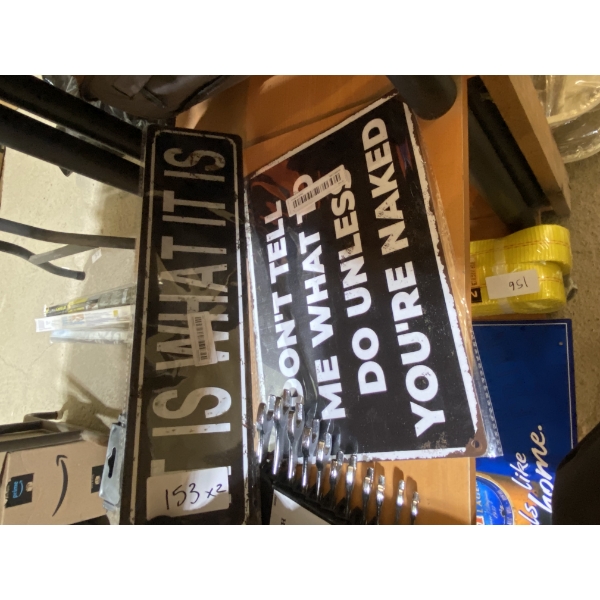 IT IS WHAT IT IS
153 x2
DON'T TELL
ME WHAT TO
DO UNLESS
YOU'RE NAKED
156
like
home.